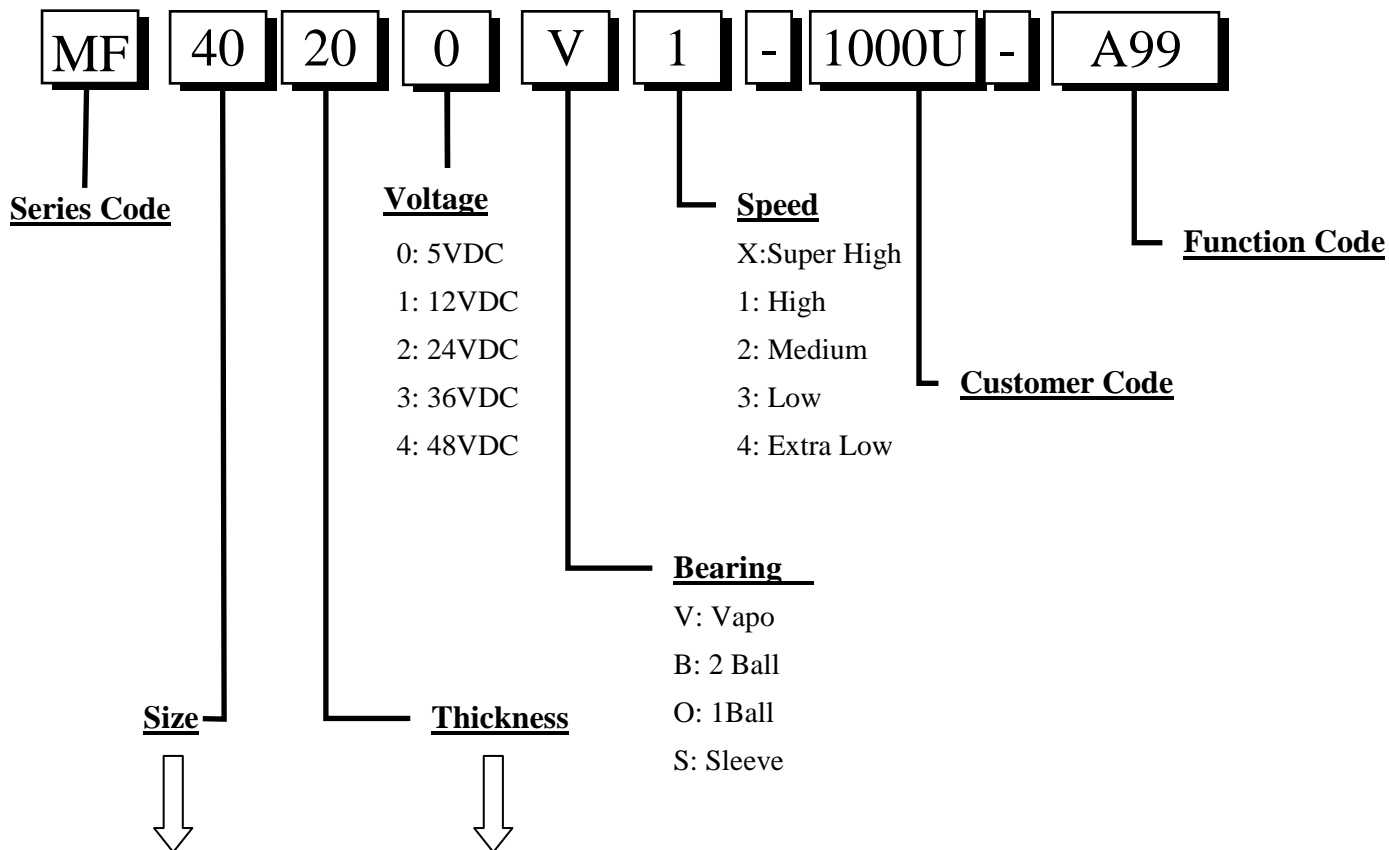 MF 40 20 0 V 1 - 1000U - A99
Series Code
Voltage
0: 5VDC
1: 12VDC
2: 24VDC
3: 36VDC
4: 48VDC
Speed
X:Super High
1: High
2: Medium
3: Low
4: Extra Low
Function Code
Customer Code
Bearing
V: Vapo
B: 2 Ball
O: 1Ball
S: Sleeve
Size
Thickness